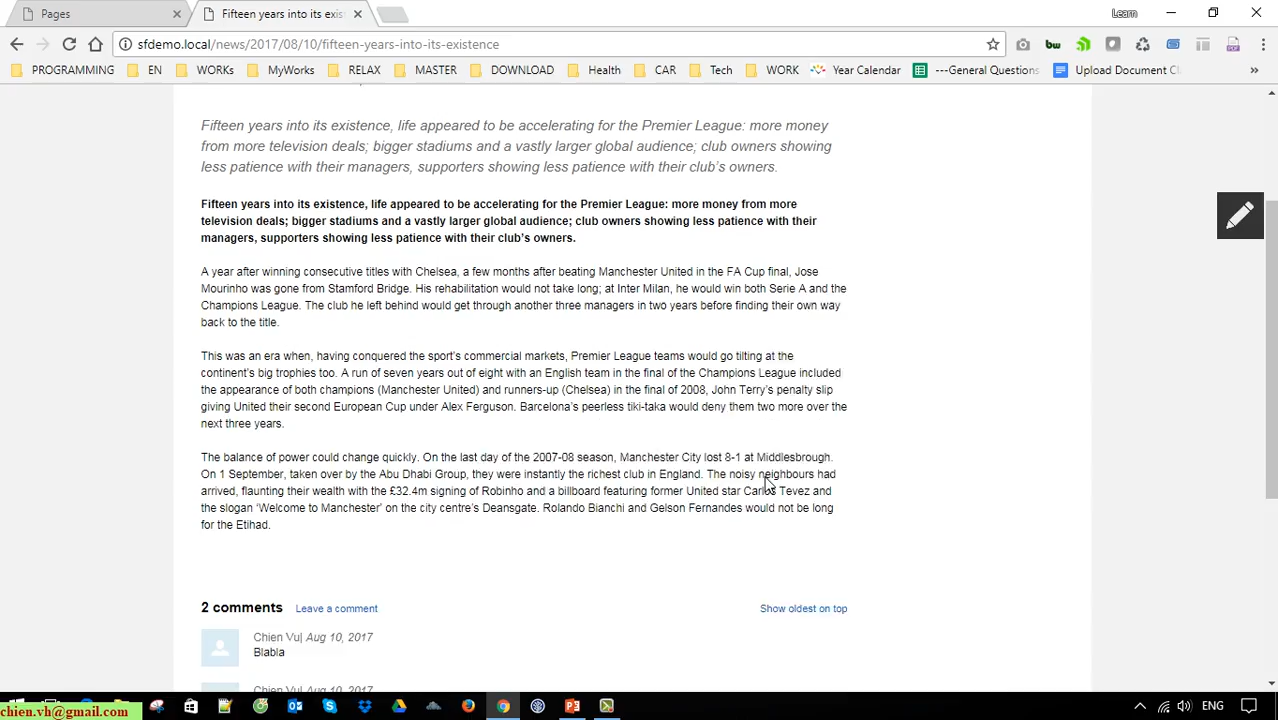 Pages
Fifteen years into its exis
Learn
sfdemo.local/news/2017/08/10/fifteen-years-into-its-existence
PROGRAMMING EN WORKs MyWorks RELAX MASTER DOWNLOAD Health CAR Tech WORK Year Calendar ---General Questions Upload Document Cl »
Fifteen years into its existence, life appeared to be accelerating for the Premier League: more money
from more television deals; bigger stadiums and a vastly larger global audience; club owners showing
less patience with their managers, supporters showing less patience with their club's owners.
Fifteen years into its existence, life appeared to be accelerating for the Premier League: more money from more
television deals; bigger stadiums and a vastly larger global audience; club owners showing less patience with their
managers, supporters showing less patience with their club's owners.
A year after winning consecutive titles with Chelsea, a few months after beating Manchester United in the FA Cup final, Jose
Mourinho was gone from Stamford Bridge. His rehabilitation would not take long; at Inter Milan, he would win both Serie A and the
Champions League. The club he left behind would get through another three managers in two years before finding their own way
back to the title.
This was an era when, having conquered the sport's commercial markets, Premier League teams would go tilting at the
continent's big trophies too. A run of seven years out of eight with an English team in the final of the Champions League included
the appearance of both champions (Manchester United) and runners-up (Chelsea) in the final of 2008, John Terry's penalty slip
giving United their second European Cup under Alex Ferguson. Barcelona's peerless tiki-taka would deny them two more over the
next three years.
The balance of power could change quickly. On the last day of the 2007-08 season, Manchester City lost 8-1 at Middlesbrough.
On 1 September, taken over by the Abu Dhabi Group, they were instantly the richest club in England. The noisy neighbours had
arrived, flaunting their wealth with the £32.4m signing of Robinho and a billboard featuring former United star Carlos Tevez and
the slogan 'Welcome to Manchester' on the city centre's Deansgate. Rolando Bianchi and Gelson Fernandes would not be long
for the Etihad.
2 comments Leave a comment Show oldest on top
Chien Vu| Aug 10, 2017
Blabla
Chien Vu| Aug 10, 2017
chien.vh@gmail.com
ENG